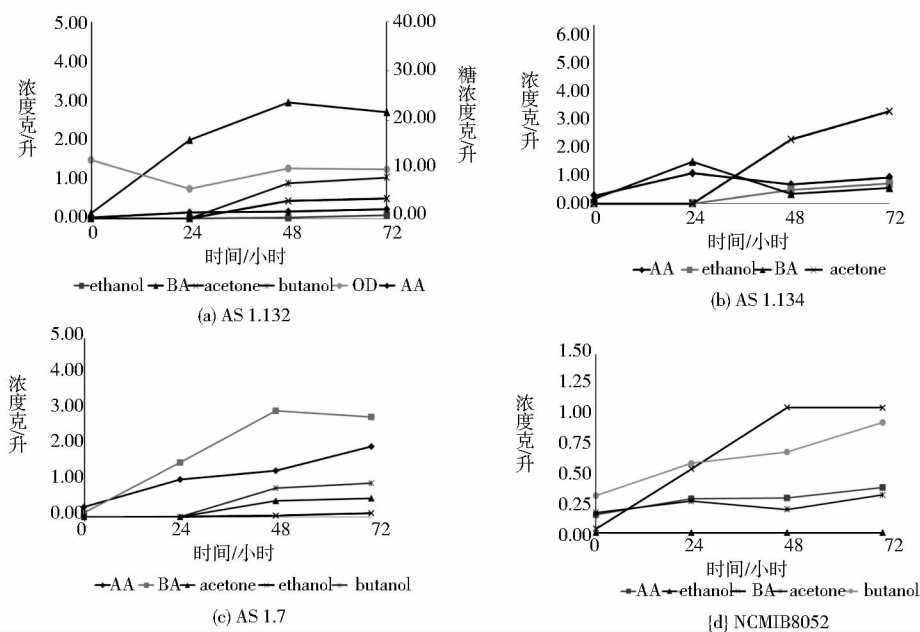 5.00
4.00
3.00
2.00
1.00
0.00
浓度克/升
40.00
30.00
20.00
10.00
0.00
糖浓度克/升
0 24 48 72
时间/小时
ethanol BA acetone butanol OD AA
(a) AS 1.132
6.00
5.00
4.00
3.00
2.00
1.00
0.00
浓度克/升
0 24 48 72
时间/小时
AA ethanol BA acetone
(b) AS 1.134
5.00
4.00
3.00
2.00
1.00
0.00
浓度克/升
0 24 48 72
时间/小时
AA BA acetone ethanol butanol
(c) AS 1.7
1.50
1.25
1.00
0.75
0.50
0.25
0.00
浓度克/升
0 24 48 72
时间/小时
AA ethanol BA acetone butanol
{d} NCMIB8052